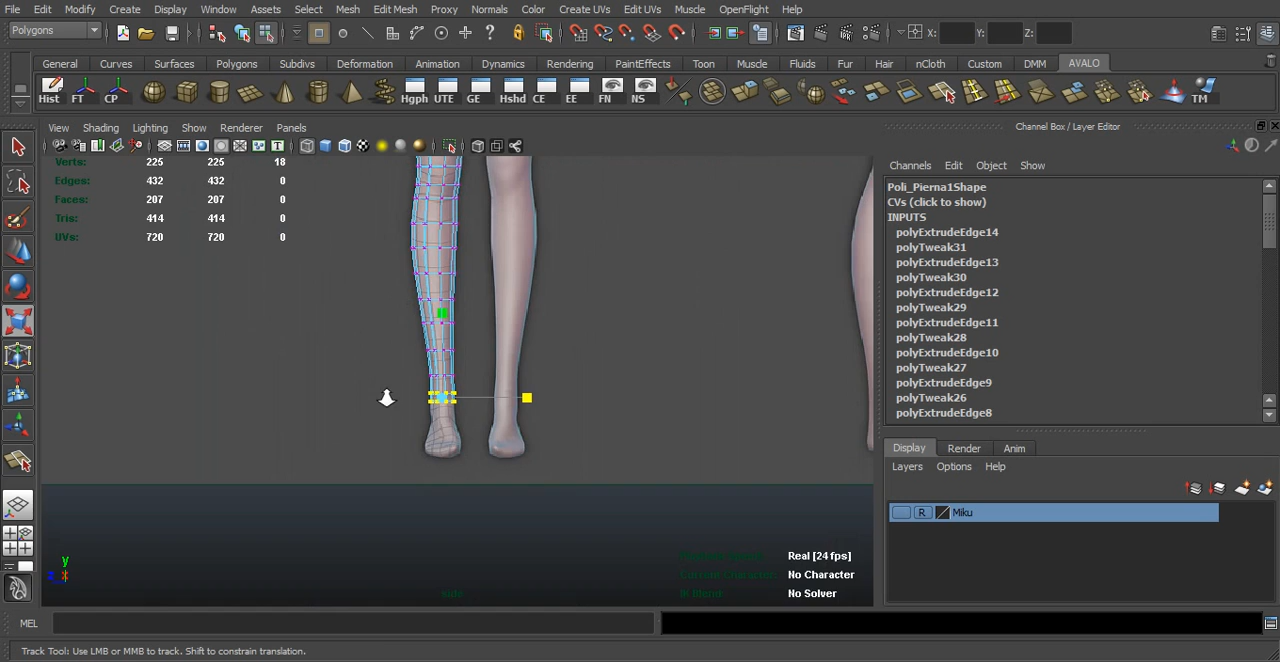 File Edit Modify Create Display Window Assets Select Mesh Edit Mesh Proxy Normals Color Create UVs Edit UVs Muscle OpenFlight Help
Polygons X: Y: Z:
General Curves Surfaces Polygons Subdivs Deformation Animation Dynamics Rendering PaintEffects Toon Muscle Fluids Fur Hair nCloth Custom DMM AVALO
Hist FT CP Hgph UTE GE Hshd CE EE FN NS TM
View Shading Lighting Show Renderer Panels
Channel Box / Layer Editor
Verts: 225 225 18
Edges: 432 432 0
Faces: 207 207 0
Tris: 414 414 0
UVs: 720 720 0
Channels Edit Object Show
Poli_Pierna1Shape
CVs (click to show)
INPUTS
polyExtrudeEdge14
polyTweak31
polyExtrudeEdge13
polyTweak30
polyExtrudeEdge12
polyTweak29
polyExtrudeEdge11
polyTweak28
polyExtrudeEdge10
polyTweak27
polyExtrudeEdge9
polyTweak26
polyExtrudeEdge8
Display Render Anim
Layers Options Help
R Miku
y
z x
Real [24 fps]
No Character
No Solver
side
MEL
Track Tool: Use LMB or MMB to track. Shift to constrain translation.